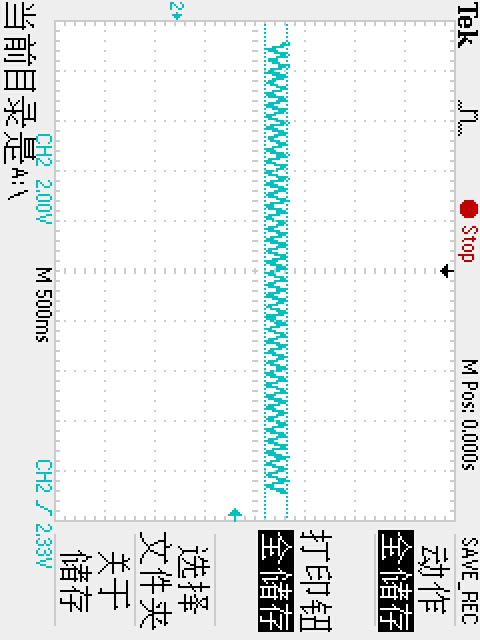 Tek
Stop
M Pos: 0.000s
SAVE_REC
动作
全储存
打印钮
全储存
选择
文件夹
关于
储存
2
CH2 2.00V
M 500ms
CH2 / 2.33V
当前目录是A:\